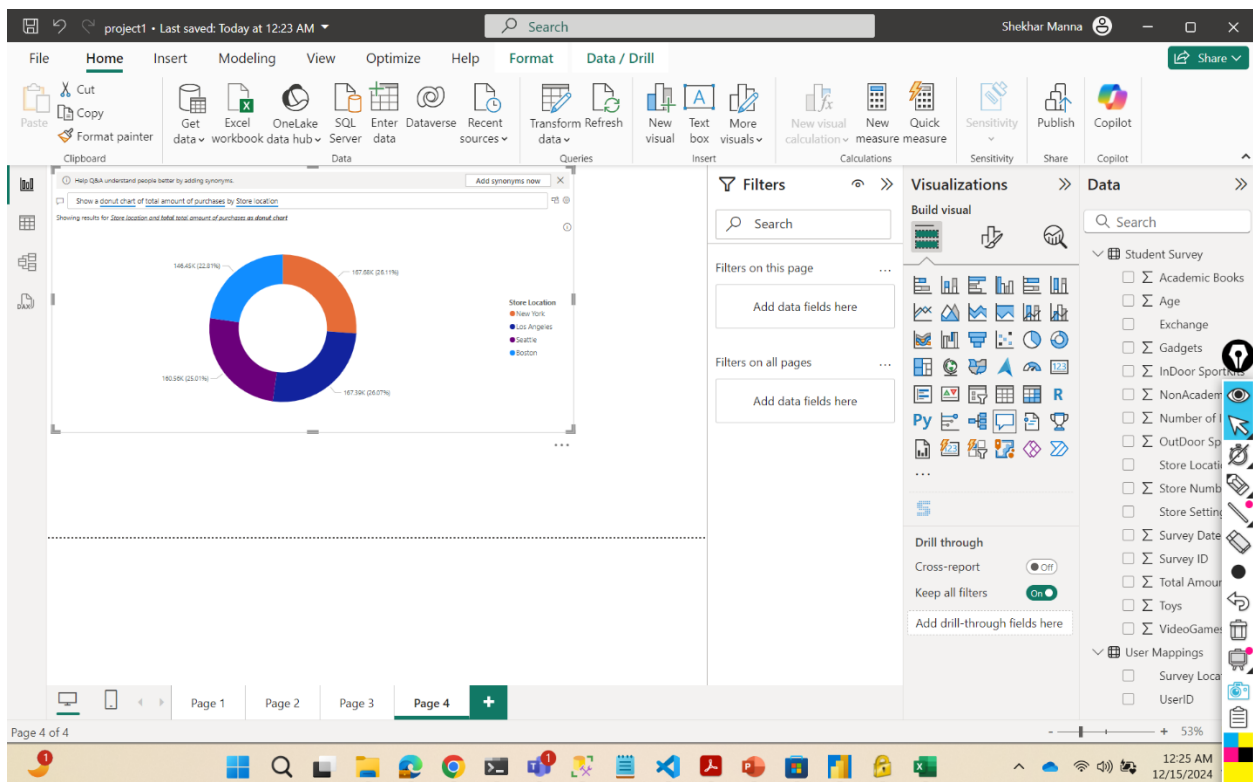 project1 • Last saved: Today at 12:23 AM
Search
Shekhar Manna
File Home Insert Modeling View Optimize Help Format Data / Drill
Share
Paste
Cut
Copy
Format painter
Clipboard
Get data
Excel workbook
OneLake data hub
SQL Server
Enter data
Dataverse
Recent sources
Data
Transform data
Refresh
Queries
New visual
Text box
More visuals
Insert
New visual calculation
New measure
Quick measure
Calculations
Sensitivity
Sensitivity
Publish
Share
Copilot
Copilot
Help Q&A understand people better by adding synonyms.
Add synonyms now
Show a donut chart of total amount of purchases by Store location
Showing results for Store location and total total amount of purchases as donut chart
146.45K (22.81%)
167.68K (26.11%)
160.56K (25.01%)
167.39K (26.07%)
Store Location
New York
Los Angeles
Seattle
Boston
Filters
Search
Filters on this page
Add data fields here
Filters on all pages
Add data fields here
Visualizations
Build visual
123
R
Py
123
Drill through
Cross-report
Off
Keep all filters
On
Add drill-through fields here
Data
Search
Student Survey
Academic Books
Age
Exchange
Gadgets
InDoor SportKits
NonAcadem
Number of I
OutDoor Sp
Store Locati
Store Numb
Store Setting
Survey Date
Survey ID
Total Amour
Toys
VideoGames
User Mappings
Survey Loca
UserID
Page 1 Page 2 Page 3 Page 4
Page 4 of 4
53%
1
1
12:25 AM
12/15/2024